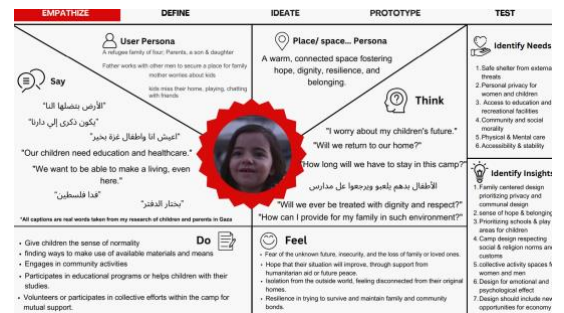 EMPATHIZE
DEFINE
IDEATE
PROTOTYPE
TEST
User Persona
A refugee family of four: Parents, a son & daughter
Father works with other men to secure a place for family
mother worries about kids
kids miss their home, playing, chatting
with friends
Say
"الأرض بتضلها النا"
"يكون ذكرى إلي دارنا"
"اعيش انا واطفال غزة بخير"
"Our children need education and healthcare."
"We want to be able to make a living, even
here."
"فدا فلسطين"
"بختار الدفتر"
*All captions are real words taken from my research of children and parents in Gaza
Place/ space... Persona
A warm, connected space fostering
hope, dignity, resilience, and
belonging.
Think
"I worry about my children's future."
"Will we return to our home?"
"How long will we have to stay in this camp?"
الأطفال بدهم يلعبو ويرجعوا عل مدارس
"Will we ever be treated with dignity and respect?"
"How can I provide for my family in such environment?"
Identify Needs
1. Safe shelter from externa
threats
2. Personal privacy for
women and children
3. Access to education and
recreational facilities
4. Community and social
morality
5. Physical & Mental care
6. Accessibility & stability
Identify Insights
1. Family centered design
prioritizing privacy and
communal design
2. sense of hope & belonging
3. Prioritizing schools & play
areas for children
4. Camp design respecting
social & religion norms an
customs
5. collective activity spaces f
women and men
6. Design for emotional and
psychological effect
7. Design should include new
opportunities for economy
Do
• Give children the sense of normality
• finding ways to make use of available materials and means
• Engages in community activities
• Participates in educational programs or helps children with their
studies.
• Volunteers or participates in collective efforts within the camp for
mutual support.
Feel
• Fear of the unknown future, insecurity, and the loss of family or loved ones.
• Hope that their situation will improve, through support from
humanitarian aid or future peace.
• Isolation from the outside world, feeling disconnected from their original
homes.
• Resilience in trying to survive and maintain family and community
bonds.